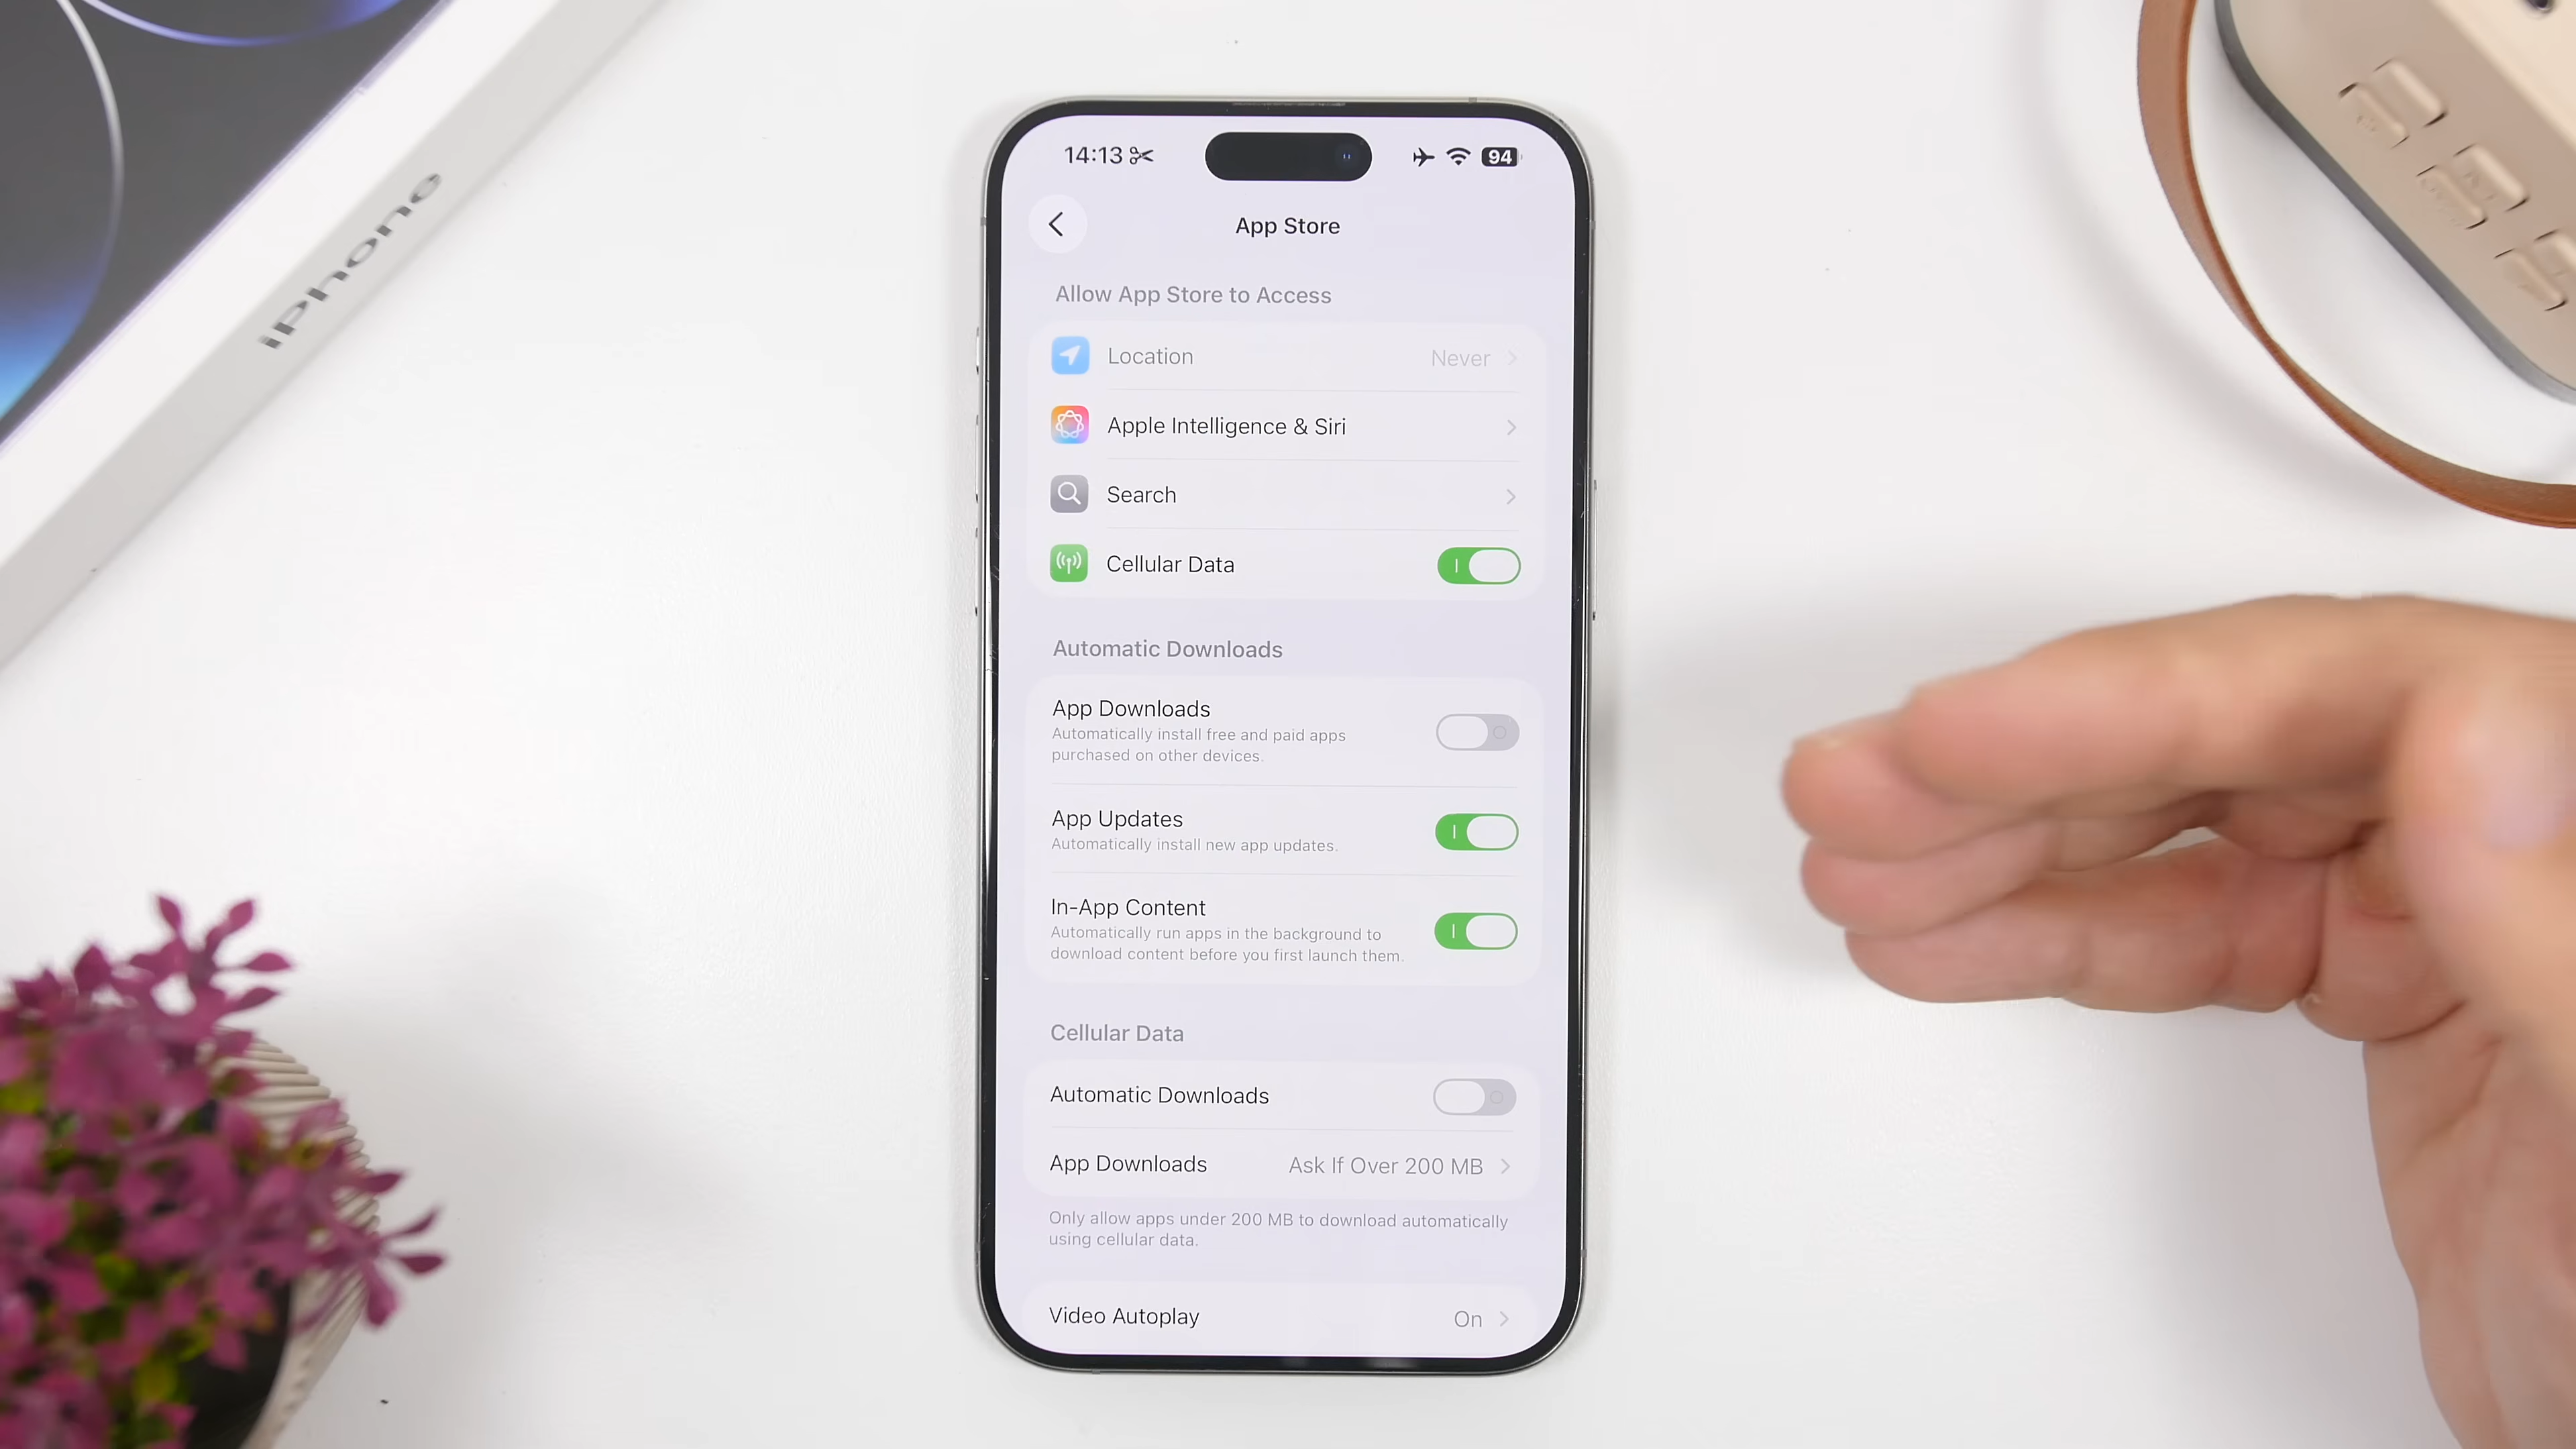 iPhone
14:13
94
App Store
Allow App Store to Access
Location
Never
Apple Intelligence & Siri
Search
Cellular Data
Automatic Downloads
App Downloads
Automatically install free and paid apps
purchased on other devices.
App Updates
Automatically install new app updates.
In-App Content
Automatically run apps in the background to
download content before you first launch them.
Cellular Data
Automatic Downloads
App Downloads
Ask If Over 200 MB
Only allow apps under 200 MB to download automatically
using cellular data.
Video Autoplay
On